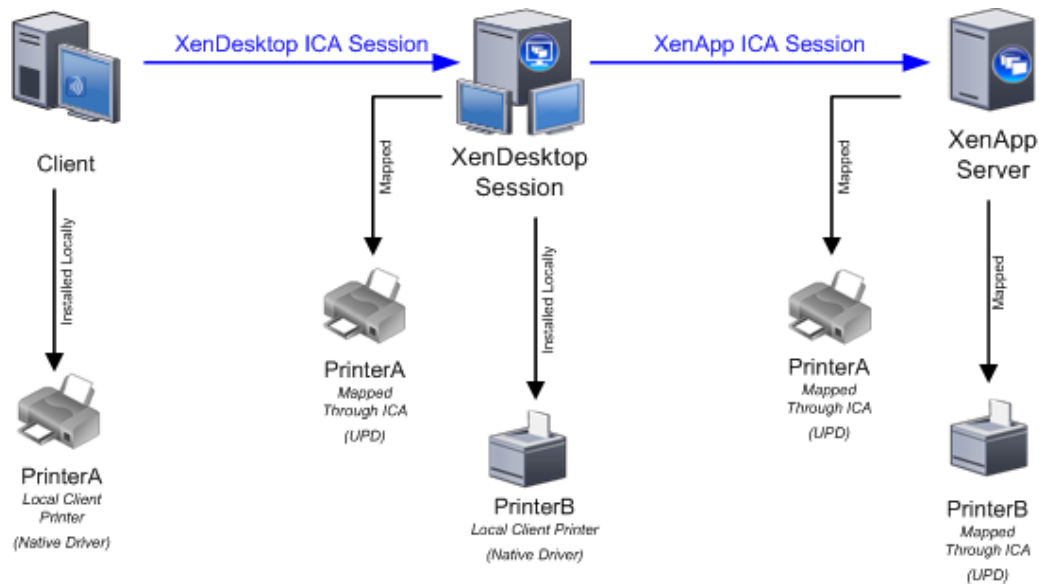 XenDesktop ICA Session
XenApp ICA Session
Client
XenDesktop
Session
XenApp
Server
Installed Locally
Mapped
Installed Locally
Mapped
Mapped
PrinterA
Local Client
Printer
(Native Driver)
PrinterA
Mapped
Through ICA
(UPD)
PrinterB
Local Client Printer
(Native Driver)
PrinterA
Mapped
Through ICA
(UPD)
PrinterB
Mapped
Through ICA
(UPD)